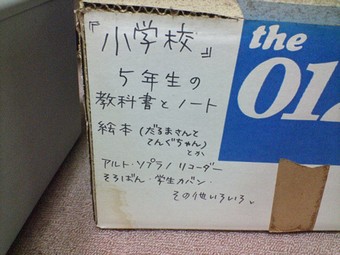 『小学校』
5年生の
教科書とノート
絵本(だるまさんと
てんぐちゃん)
とか
アルト・ソプラノ リコーダー
そろばん・学生カバン・
その他いろいろ。
the
01